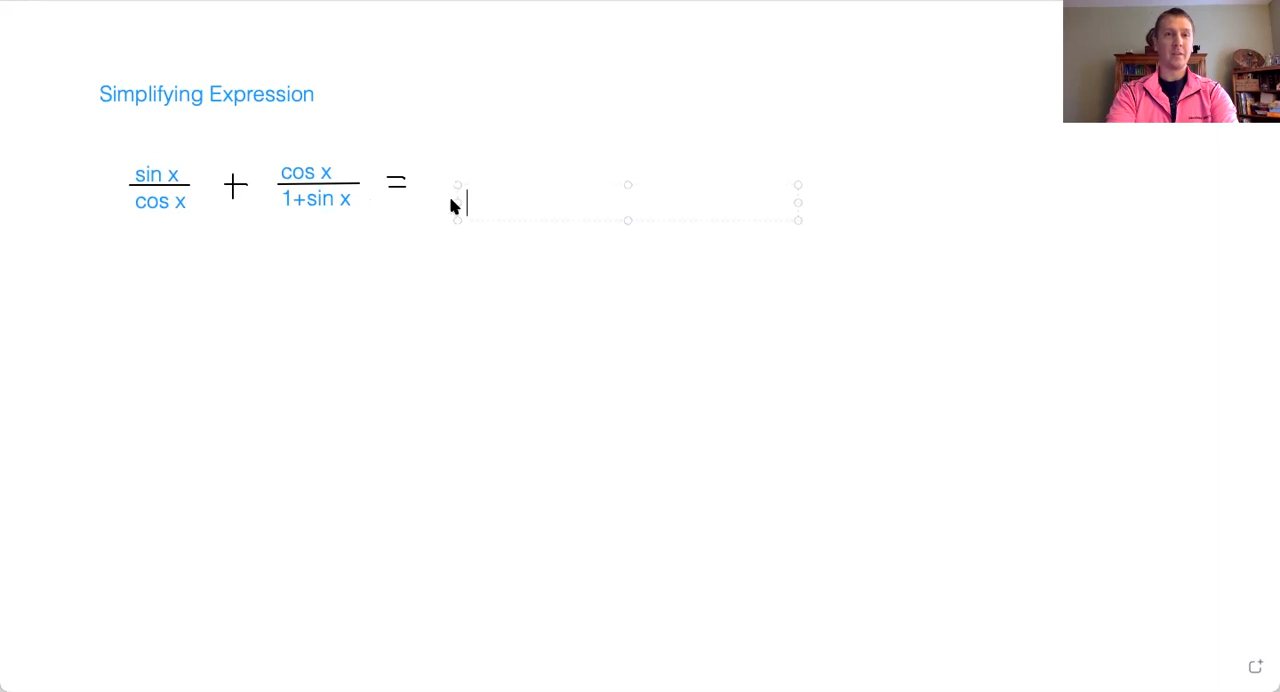 Simplifying Expression
sin x
cos x
+
cos x
1+sin x
=